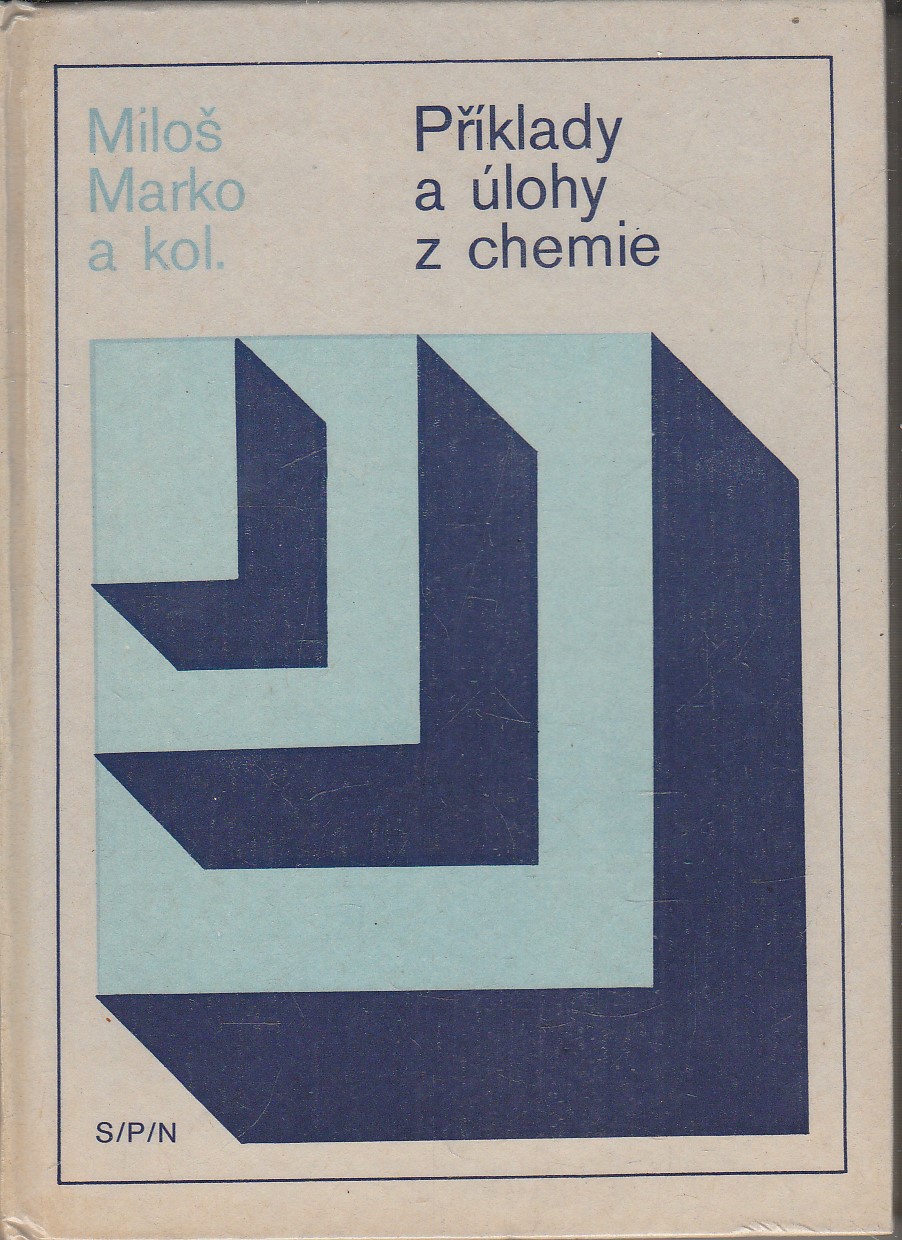 Miloš
Marko
a kol.
Příklady
a úlohy
z chemie
S/P/N